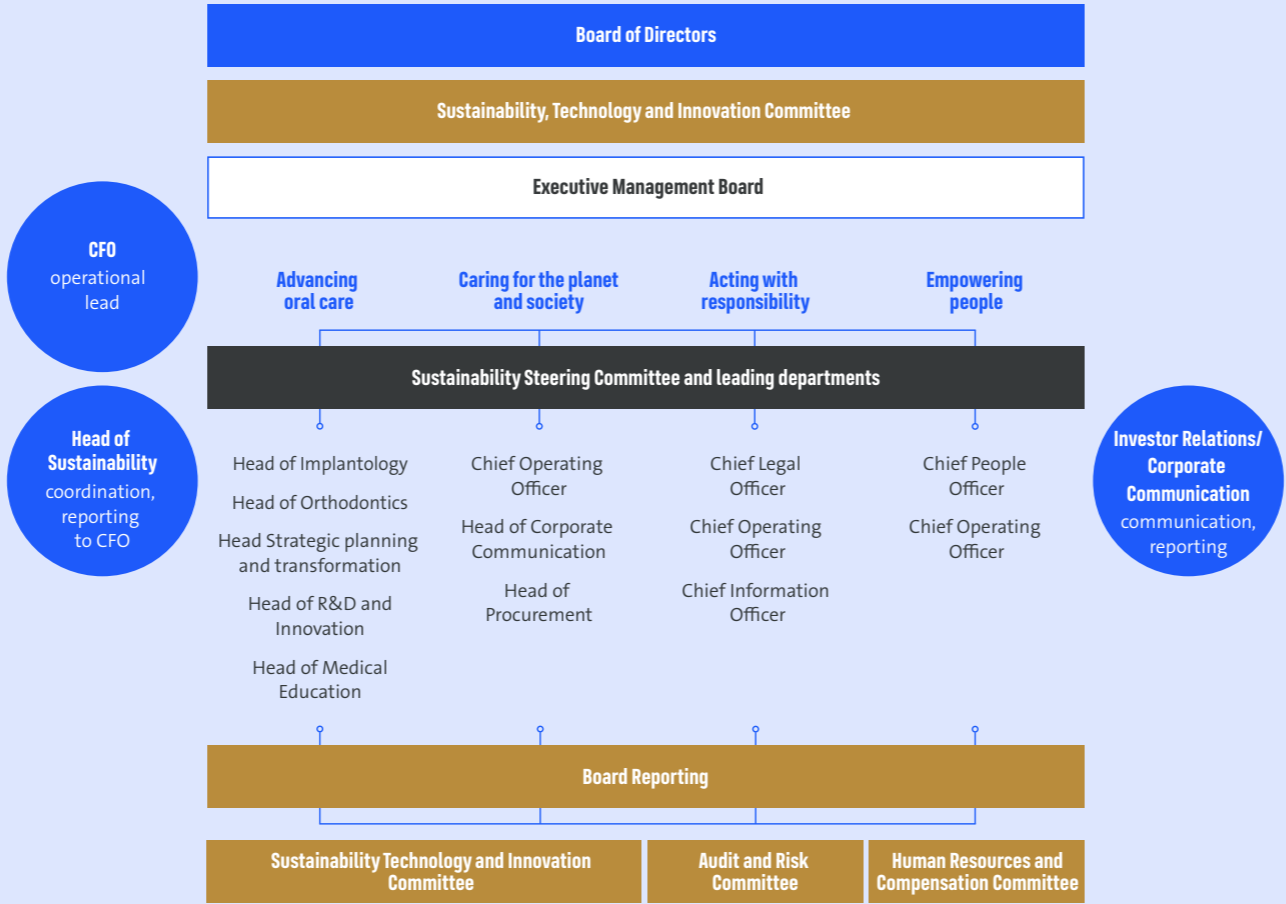 Board of Directors
Sustainability, Technology and Innovation Committee
Executive Management Board
CFO
operational
lead
Advancing
oral care
Caring for the planet
and society
Acting with
responsibility
Empowering
people
Sustainability Steering Committee and leading departments
Head of
Sustainability
coordination,
reporting
to CFO
Head of Implantology
Head of Orthodontics
Head Strategic planning
and transformation
Head of R&D and
Innovation
Head of Medical
Education
Chief Operating
Officer
Head of Corporate
Communication
Head of
Procurement
Chief Legal
Officer
Chief Operating
Officer
Chief Information
Officer
Chief People
Officer
Chief Operating
Officer
Investor Relations/
Corporate
Communication
communication,
reporting
Board Reporting
Sustainability Technology and Innovation
Committee
Audit and Risk
Committee
Human Resources and
Compensation Committee